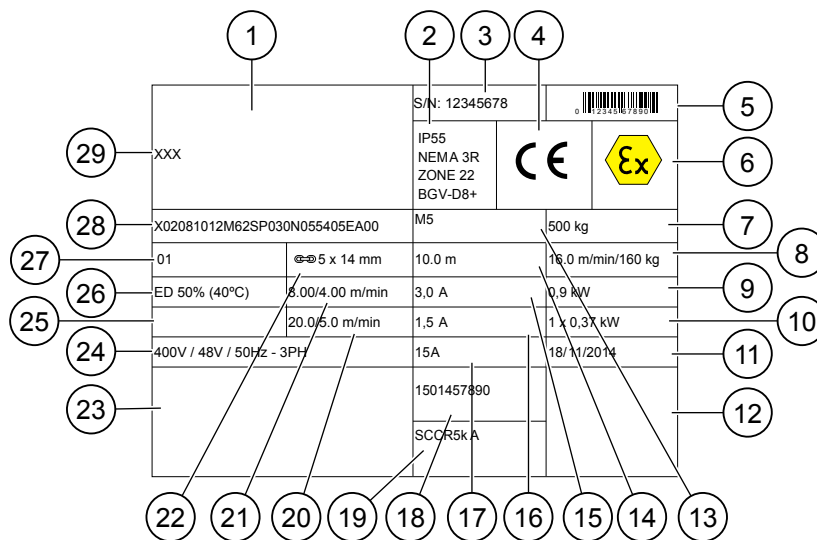 1 2 3 4
S/N: 12345678
0 12345 67890
5
29
XXX
IP55
NEMA 3R
ZONE 22
BGV-D8+
CE
Ex
6
28
X02081012M62SP030N055405EA00
M5
500 kg
7
27
01
5 x 14 mm
10.0 m
16.0 m/min/160 kg
8
26
ED 50% (40ºC)
8.00/4.00 m/min
3,0 A
0,9 kW
9
25
20.0/5.0 m/min
1,5 A
1 x 0,37 kW
10
24
400V / 48V / 50Hz - 3PH
15A
18/11/2014
11
23
1501457890
12
SCCR5k A
22 21 20 19 18 17 16 15 14 13